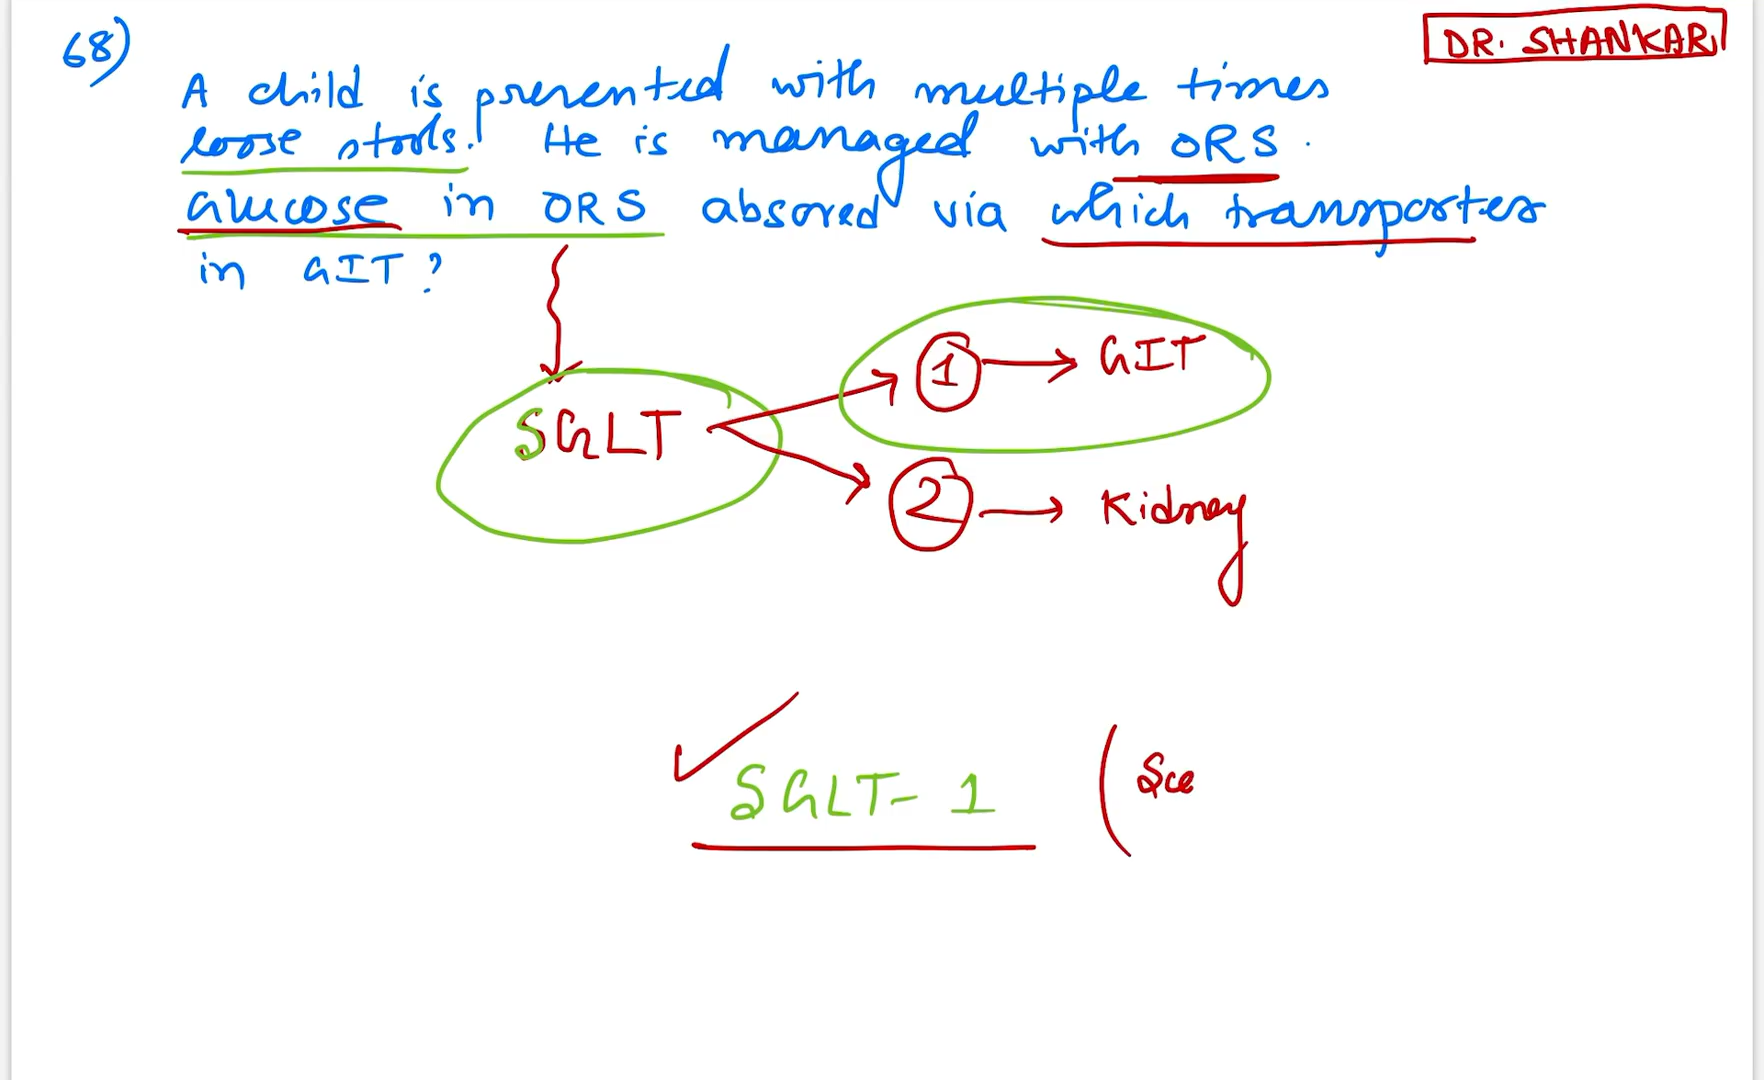 68)
DR. SHANKAR
A child is presented with multiple times
loose stools. He is managed with ORS.
Glucose in ORS absored via which transporter
in GIT?
1 → GIT
SGLT
2 → Kidney
SGLT- 1 (Sce